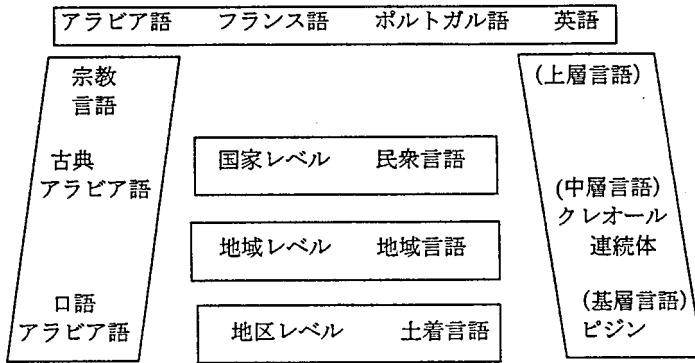 アラビア語 フランス語 ポルトガル語 英語
宗教
言語
古典
アラビア語
口語
アラビア語
国家レベル 民衆言語
地域レベル 地域言語
地区レベル 土着言語
(上層言語)
(中層言語)
クレオール
連続体
(基層言語)
ピジン